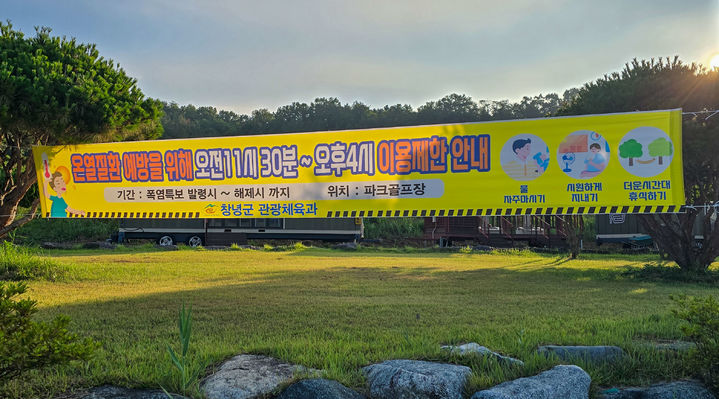 온열질환 예방을 위해 오전11시 30분 ~ 오후4시 이용제한 안내
기간 : 폭염특보 발령시 ~ 해제시 까지 위치 : 파크골프장
창녕군 관광체육과
물
자주마시기
시원하게
지내기
더운시간대
휴식하기